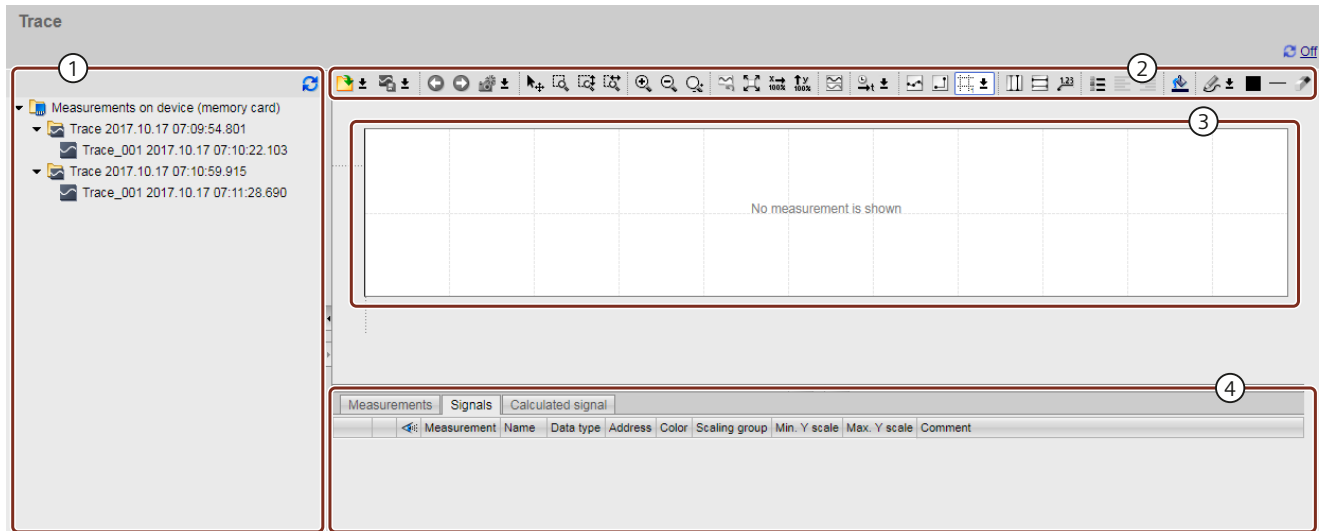 Trace
Off
1
2
Measurements on device (memory card)
Trace 2017.10.17 07:09:54.801
Trace_001 2017.10.17 07:10:22.103
Trace 2017.10.17 07:10:59.915
Trace_001 2017.10.17 07:11:28.690
X 100% Y 100% t 123
3
No measurement is shown
4
Measurements Signals Calculated signal
Measurement Name Data type Address Color Scaling group Min. Y scale Max. Y scale Comment